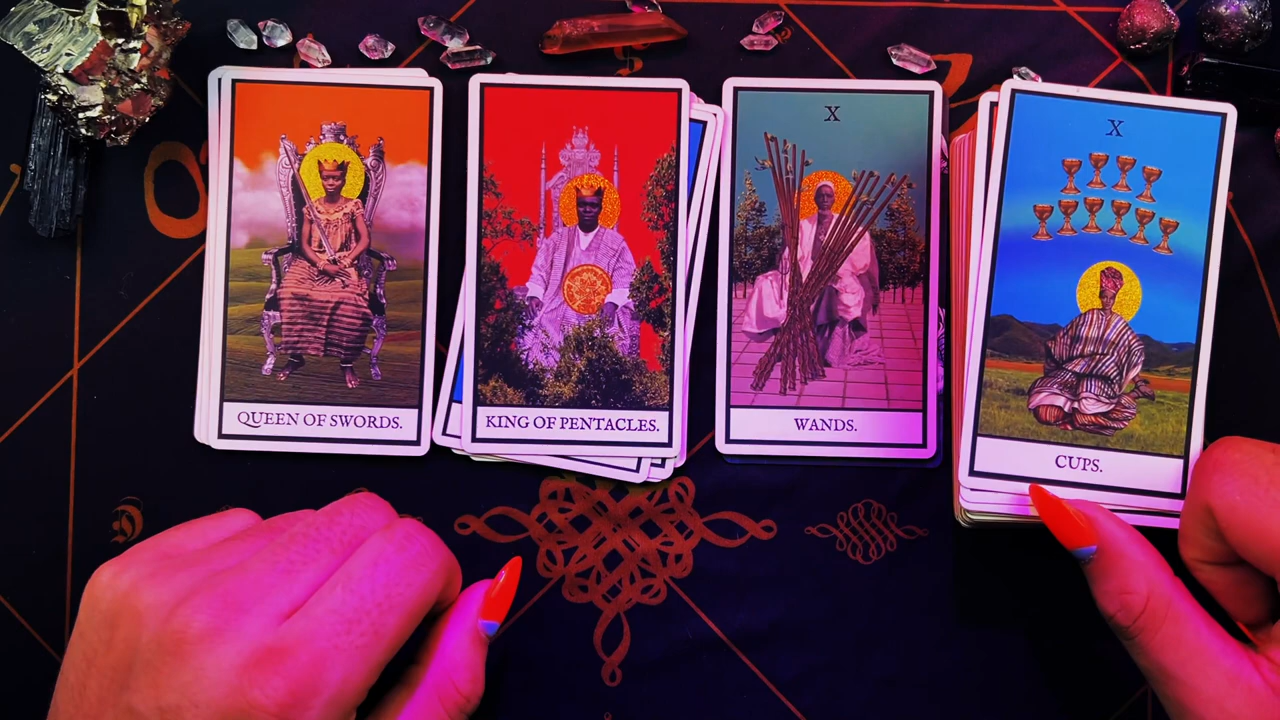 QUEEN OF SWORDS.
KING OF PENTACLES.
X
WANDS.
X
CUPS.